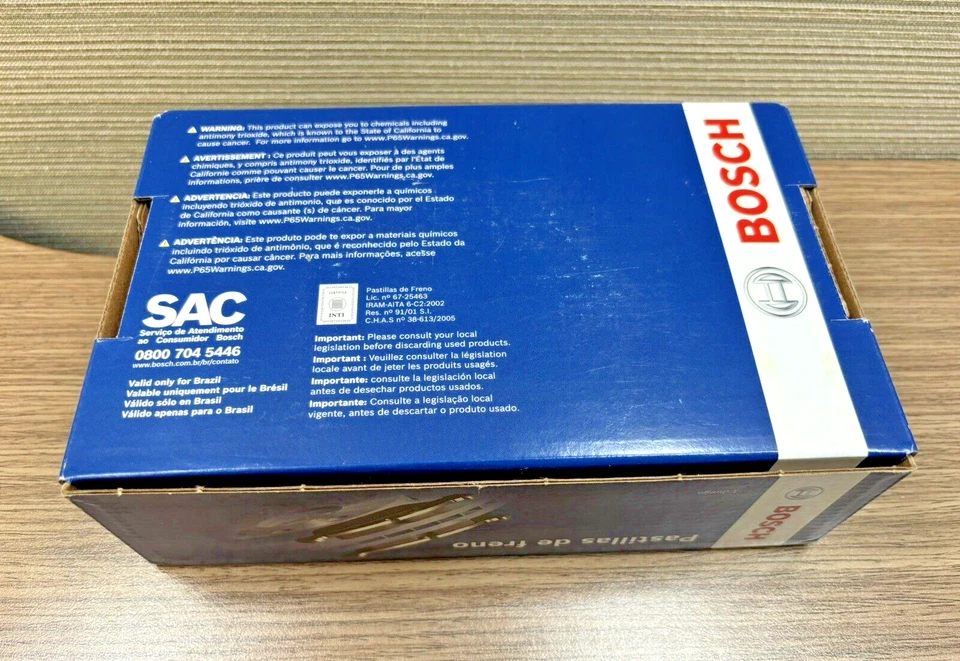 ⚠ WARNING: This product can expose you to chemicals including
antimony trioxide, which is known to the State of California to
cause cancer. For more information go to www.P65Warnings.ca.gov.
⚠ AVERTISSEMENT : Ce produit peut vous exposer à des agents
chimiques, y compris antimony trioxide, identifiés par l'État de
Californie comme pouvant causer le cancer. Pour de plus amples
informations, prière de consulter www.P65Warnings.ca.gov.
⚠ ADVERTENCIA: Este producto puede exponerle a químicos
incluyendo trióxido de antimonio, que es conocido por el Estado
de California como causante (s) de cáncer. Para mayor
información, visite www.P65Warnings.ca.gov.
⚠ ADVERTÊNCIA: Este produto pode te expor a materiais químicos
incluindo trióxido de antimônio, que é reconhecido pelo Estado da
Califórnia por causar câncer. Para mais informações, acesse
www.P65Warnings.ca.gov.
BOSCH
SAC
Serviço de Atendimento
ao Consumidor Bosch
0800 704 5446
www.bosch.com.br/br/contato
Valid only for Brazil
Valable uniquement pour le Brésil
Válido sólo en Brasil
Válido apenas para o Brasil
INTI
Pastillas de Freno
Lic. nº 67-25463
IRAM-AITA 6-C2:2002
Res. nº 91/01 S.I.
C.H.A.S nº 38-613/2005
Important: Please consult your local
legislation before discarding used products.
Important : Veuillez consulter la législation
locale avant de jeter les produits usagés.
Importante: consulte la legislación local
antes de desechar productos usados.
Importante: Consulte a legislação local
vigente, antes de descartar o produto usado.
Pastillas de freno
BOSCH